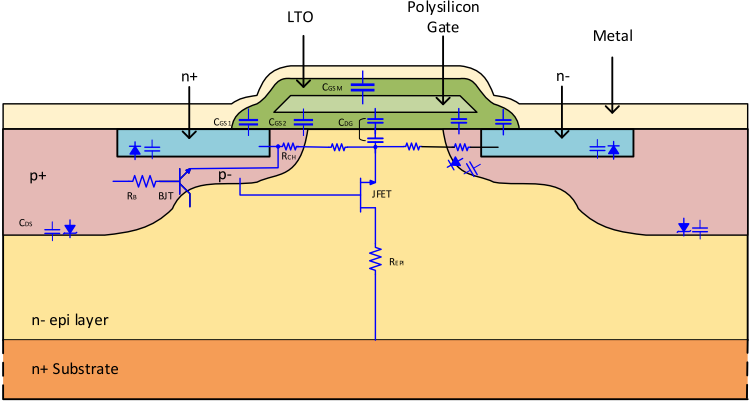 LTO
Polysilicon
Gate
Metal
n+
n-
CGSM
CGS1
CGS2
CDG
RCH
p+
p-
RB
BJT
JFET
CDS
REPI
n- epi layer
n+ Substrate